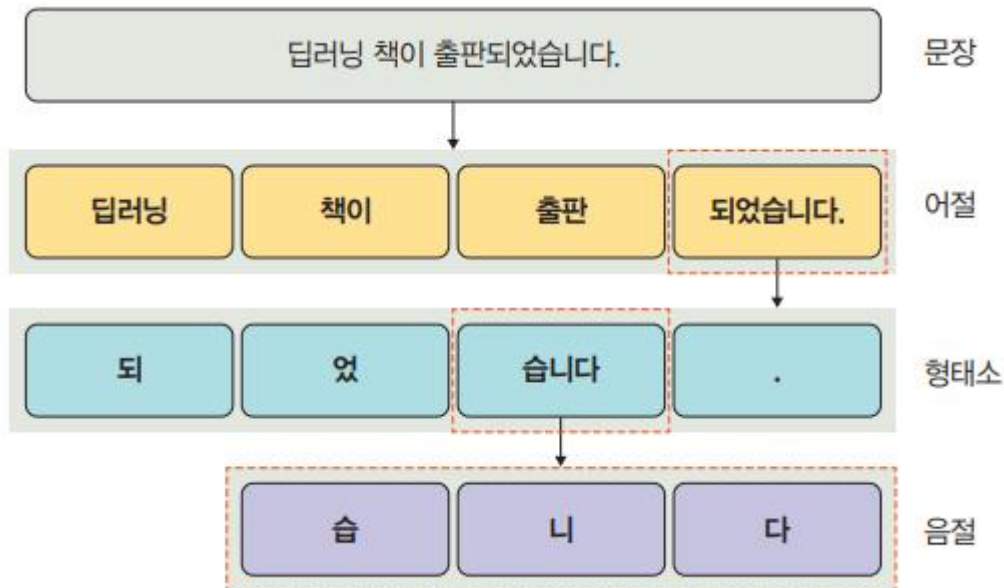 딥러닝 책이 출판되었습니다. 문장
딥러닝 책이 출판 되었습니다. 어절
되 었 습니다 . 형태소
습 니 다 음절